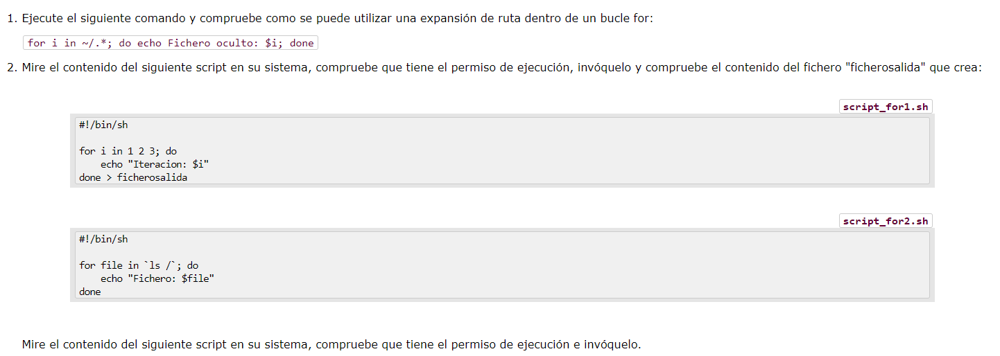 1. Ejecute el siguiente comando y compruebe como se puede utilizar una expansión de ruta dentro de un bucle for:
for i in ~/.*; do echo Fichero oculto: $i; done
2. Mire el contenido del siguiente script en su sistema, compruebe que tiene el permiso de ejecución, invóquelo y compruebe el contenido del fichero "ficherosalida" que crea:
script_for1.sh
#!/bin/sh
for i in 1 2 3; do
    echo "Iteracion: $i"
done > ficherosalida
script_for2.sh
#!/bin/sh
for file in `ls /`; do
    echo "Fichero: $file"
done
Mire el contenido del siguiente script en su sistema, compruebe que tiene el permiso de ejecución e invóquelo.